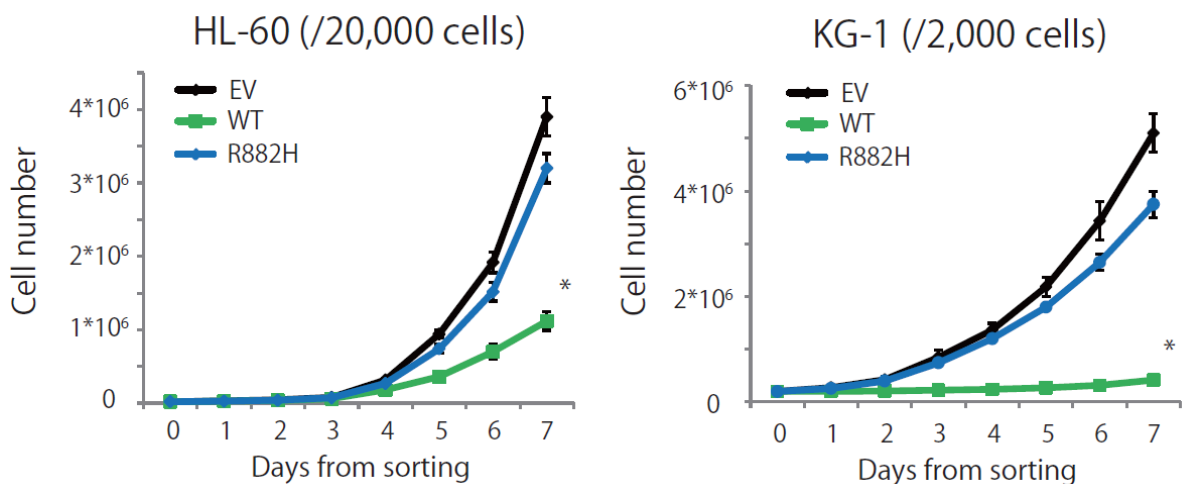 HL-60 (/20,000 cells)
EV
WT
R882H
Cell number
4*10⁶
3*10⁶
2*10⁶
1*10⁶
0
*
0 1 2 3 4 5 6 7
Days from sorting
KG-1 (/2,000 cells)
EV
WT
R882H
Cell number
6*10⁶
4*10⁶
2*10⁶
0
*
0 1 2 3 4 5 6 7
Days from sorting